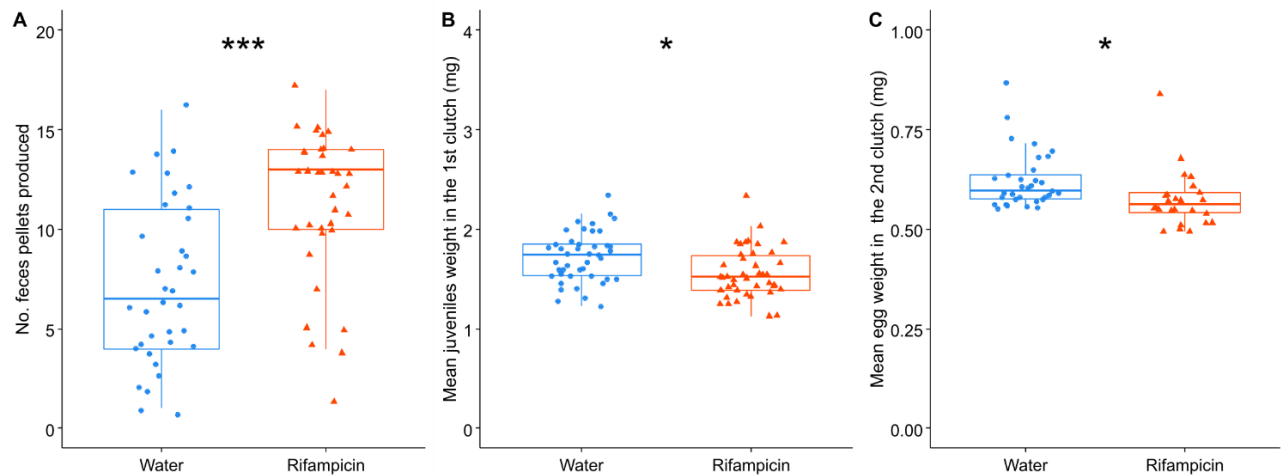 A
No. feces pellets produced
20
15
10
5
0
***
Water
Rifampicin
B
Mean juveniles weight in the 1st clutch (mg)
4
3
2
1
0
*
Water
Rifampicin
C
Mean egg weight in the 2nd clutch (mg)
1.00
0.75
0.50
0.25
0.00
*
Water
Rifampicin